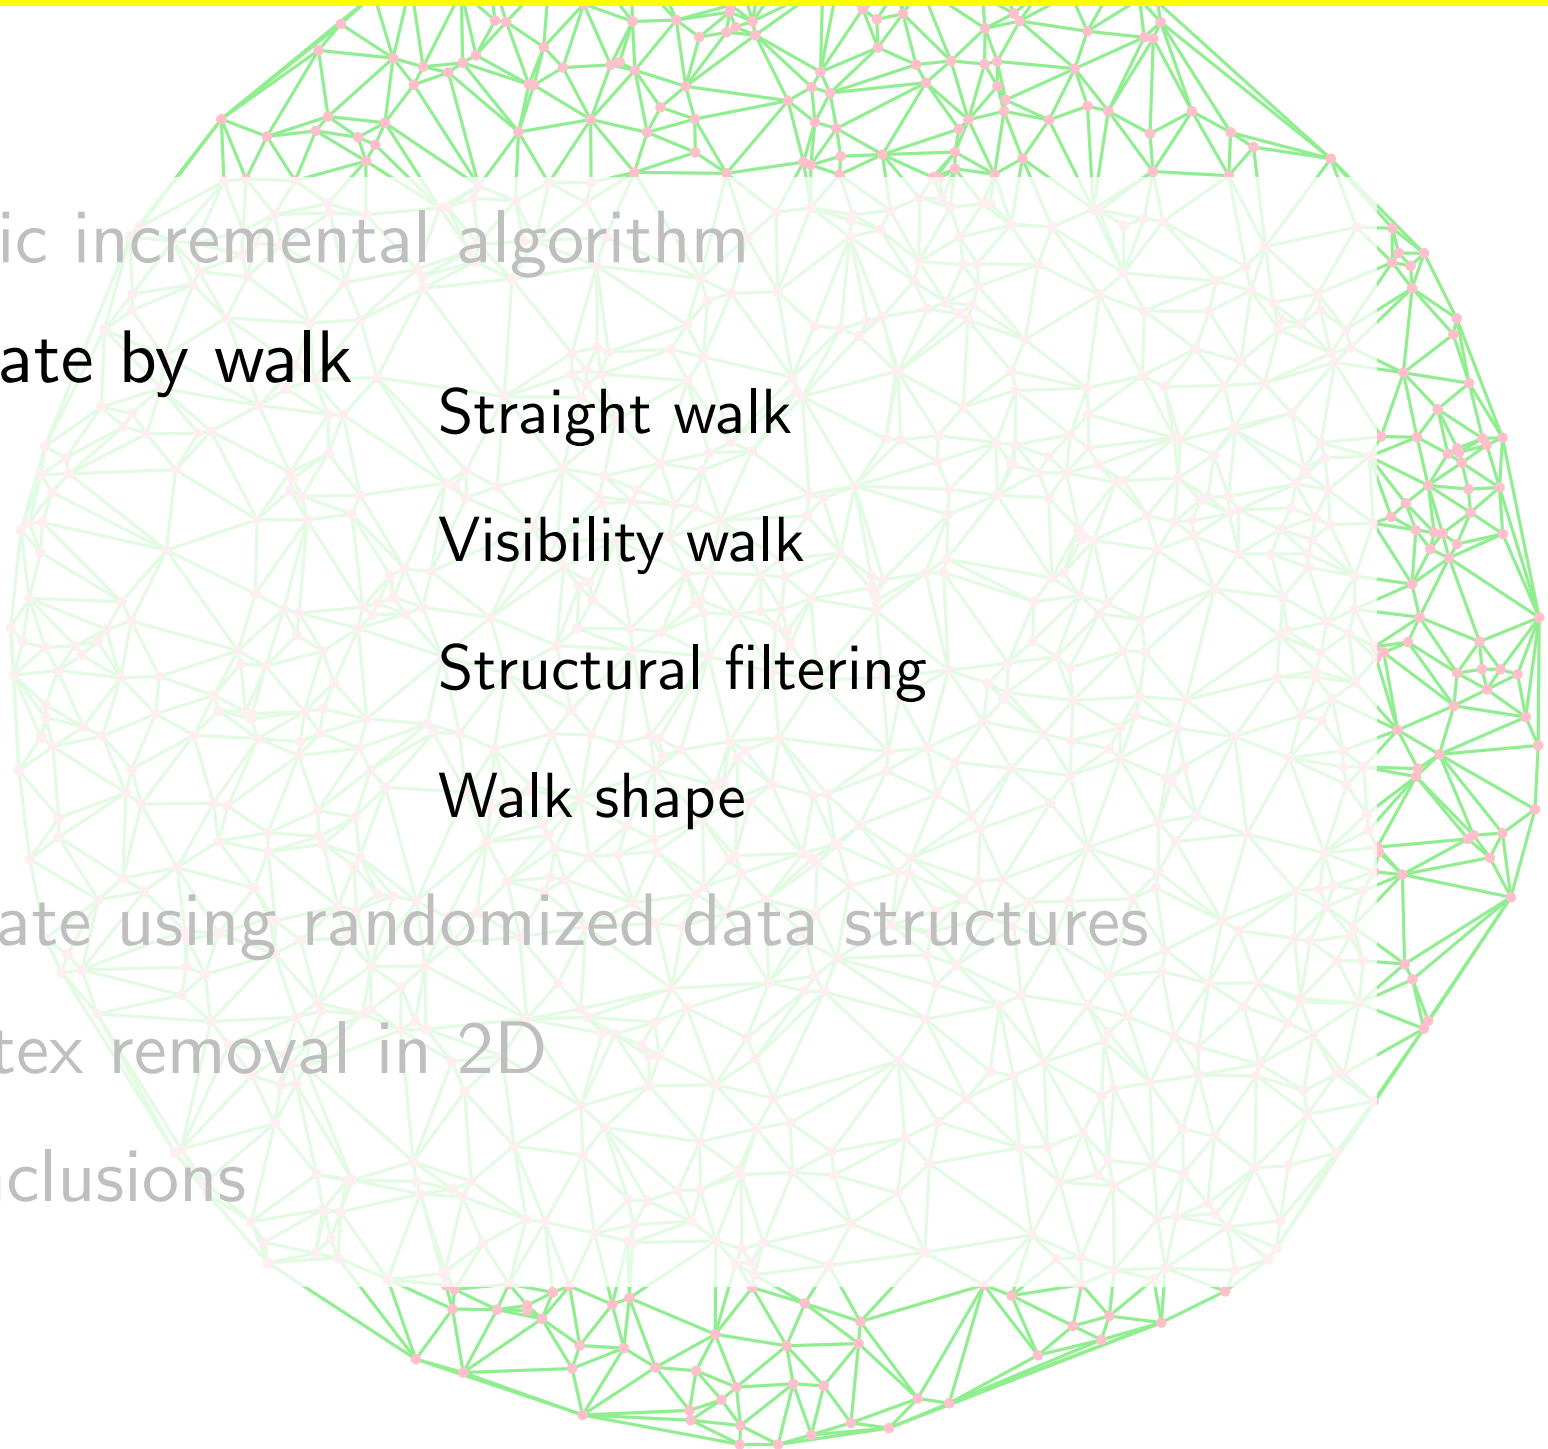 ic incremental algorithm
ate by walk
Straight walk
Visibility walk
Structural filtering
Walk shape
ate using randomized data structures
tex removal in 2D
clusions